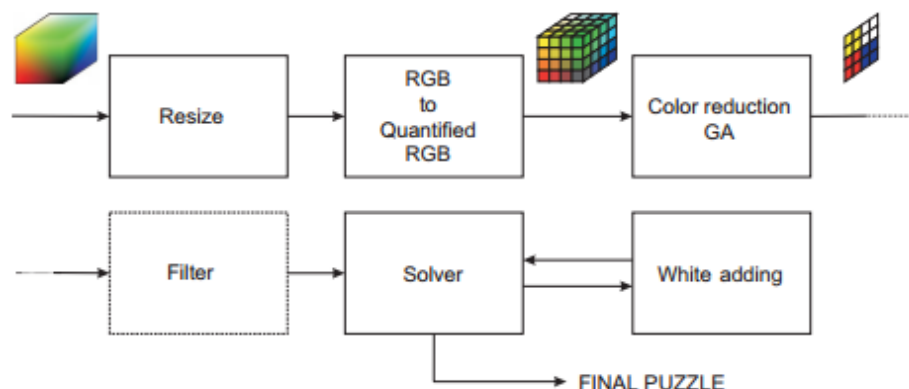 Resize
RGB
to
Quantified
RGB
Color reduction
GA
Filter
Solver
White adding
FINAL PUZZLE